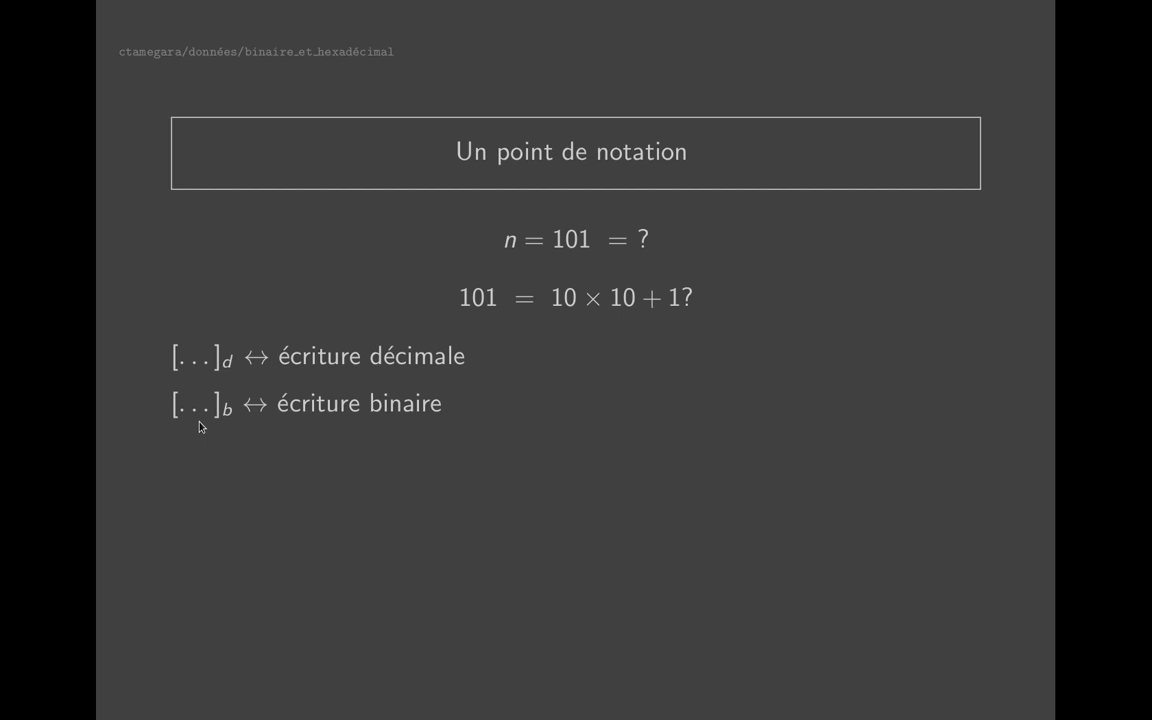 ctamegara/données/binaire_et_hexadécimal
Un point de notation
n = 101 = ?
101 = 10 × 10 + 1?
[...]d ↔ écriture décimale
[...]b ↔ écriture binaire